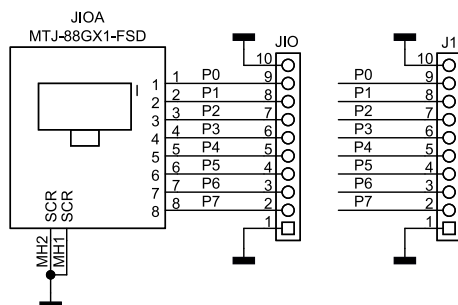 JIOA
MTJ-88GX1-FSD
I
1 1 P0
2 2 P1
3 3 P2
4 4 P3
5 5 P4
6 6 P5
7 7 P6
8 8 P7
SCR
SCR
MH2
MH1
JIO
10
9
8
7
6
5
4
3
2
1
J1
10
P0 9
P1 8
P2 7
P3 6
P4 5
P5 4
P6 3
P7 2
1